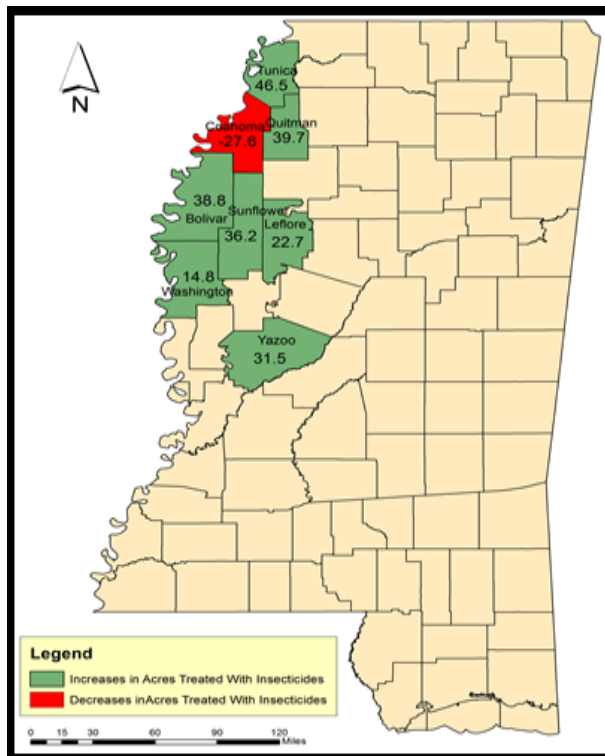 N
Tunica
46.5
Coahoma
-27.6
Quitman
39.7
38.8
Bolivar
Sunflowe
36.2
Leflore
22.7
14.8
Washington
Yazoo
31.5
Legend
Increases in Acres Treated With Insecticides
Decreases inAcres Treated With Insecticides
0 15 30 60 90 120
Miles